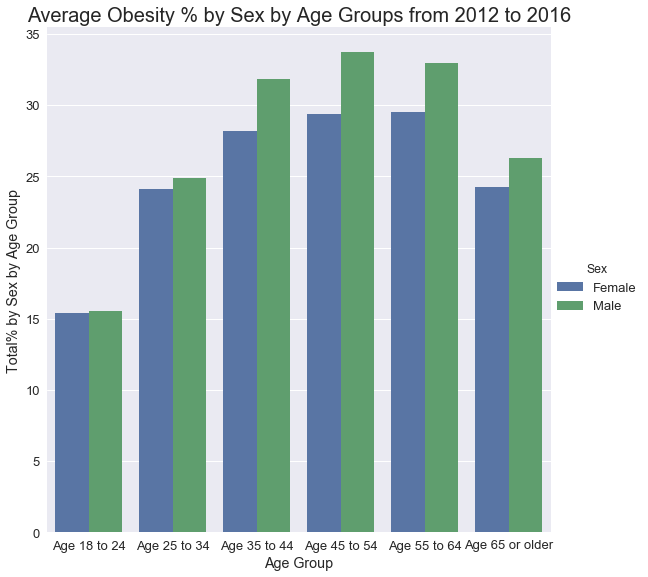 Average Obesity % by Sex by Age Groups from 2012 to 2016
Total% by Sex by Age Group
35
30
25
20
15
10
5
0
Age 18 to 24
Age 25 to 34
Age 35 to 44
Age 45 to 54
Age 55 to 64
Age 65 or older
Age Group
Sex
Female
Male